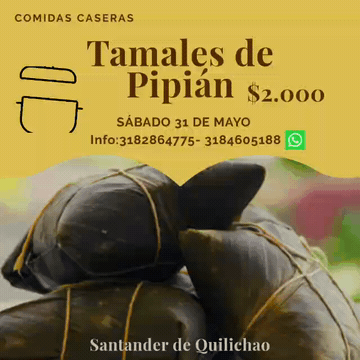 COMIDAS CASERAS
Tamales de
Pipián $2.000
SÁBADO 31 DE MAYO
Info:3182864775- 3184605188
Santander de Quilichao